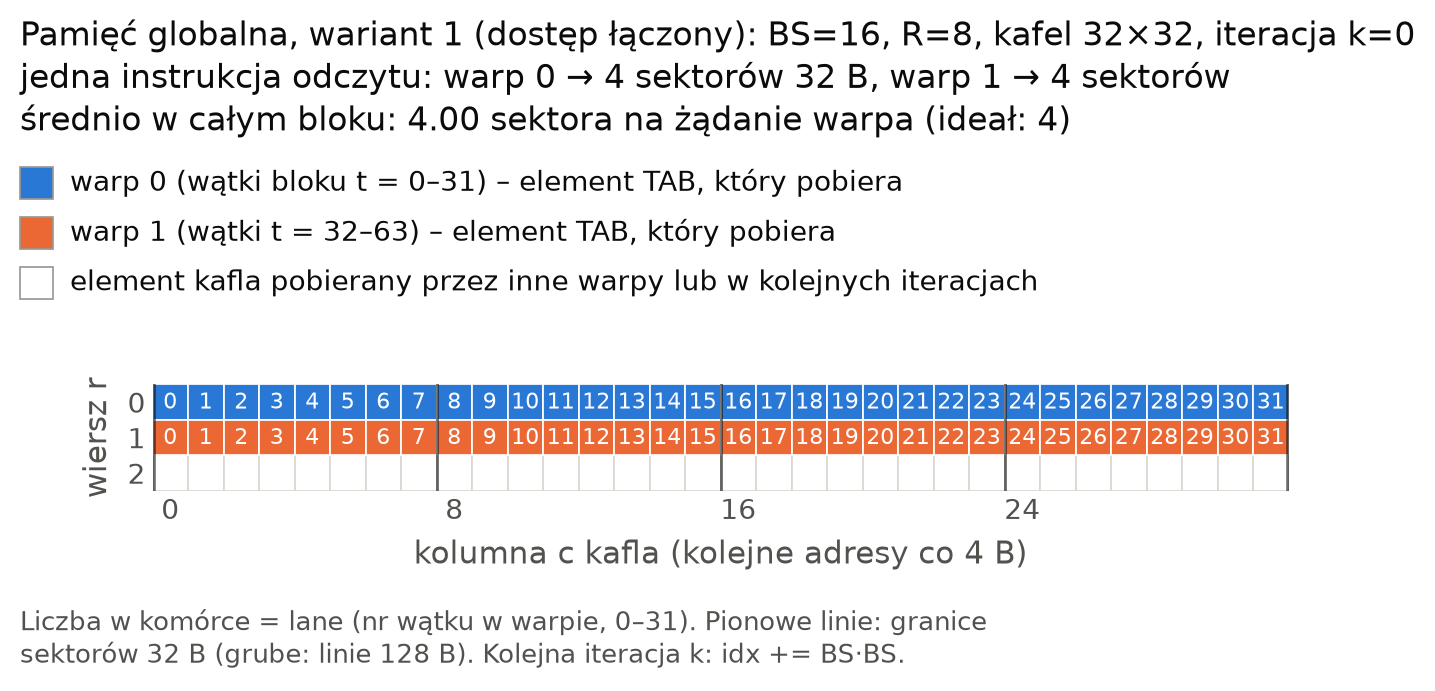 Pamięć globalna, wariant 1 (dostęp łączony): BS=16, R=8, kafel 32×32, iteracja k=0
jedna instrukcja odczytu: warp 0 → 4 sektorów 32 B, warp 1 → 4 sektorów
średnio w całym bloku: 4.00 sektora na żądanie warpa (ideał: 4)
warp 0 (wątki bloku t = 0–31) – element TAB, który pobiera
warp 1 (wątki t = 32–63) – element TAB, który pobiera
element kafla pobierany przez inne warpy lub w kolejnych iteracjach
wiersz r
0 0 1 2 3 4 5 6 7 8 9 10 11 12 13 14 15 16 17 18 19 20 21 22 23 24 25 26 27 28 29 30 31
1 0 1 2 3 4 5 6 7 8 9 10 11 12 13 14 15 16 17 18 19 20 21 22 23 24 25 26 27 28 29 30 31
2
0 8 16 24
kolumna c kafla (kolejne adresy co 4 B)
Liczba w komórce = lane (nr wątku w warpie, 0–31). Pionowe linie: granice
sektorów 32 B (grube: linie 128 B). Kolejna iteracja k: idx += BS·BS.